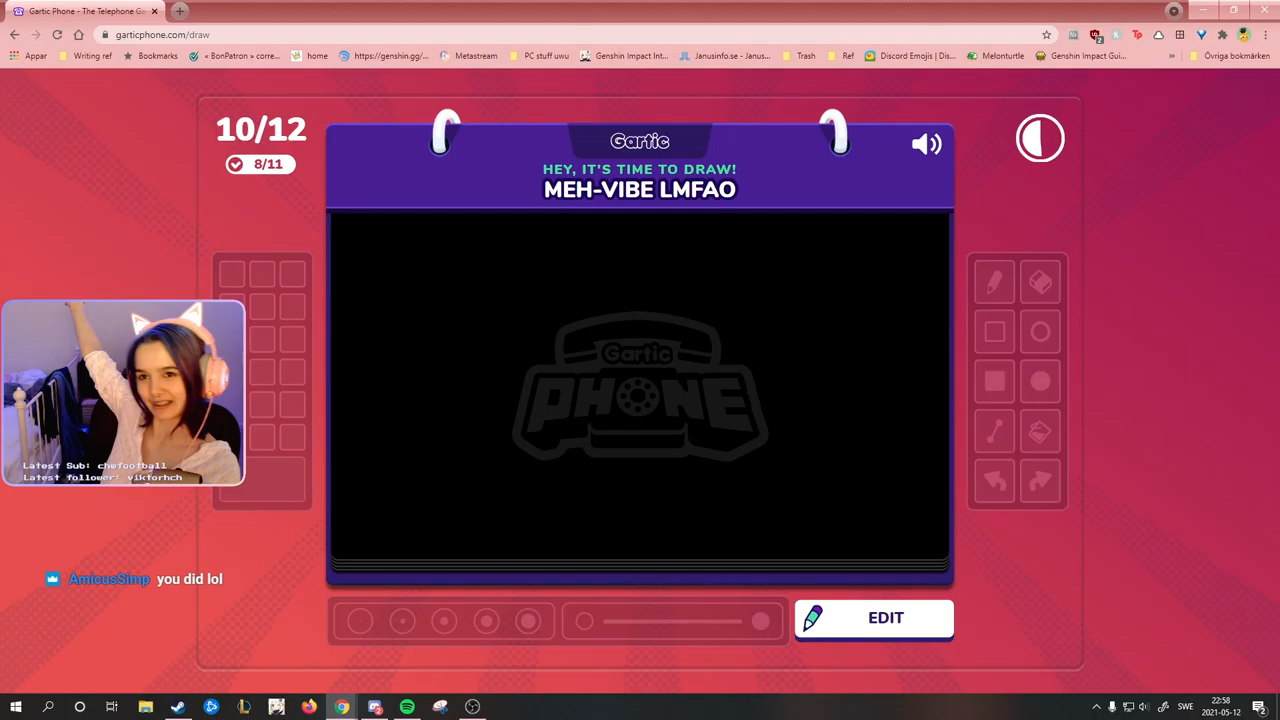 Gartic Phone - The Telephone Ga
garticphone.com/draw
Appar
Writing ref
Bookmarks
« BonPatron » corre...
home
https://genshin.gg/...
Metastream
PC stuff uwu
Genshin Impact Int...
Janusinfo.se - Janus...
Trash
Ref
Discord Emojis | Dis...
Melonturtle
Genshin Impact Gui...
Övriga bokmärken
10/12
8/11
Gartic
HEY, IT'S TIME TO DRAW!
MEH-VIBE LMFAO
Gartic
PHONE
Latest Sub: chwfootball
Latest follower: viktorhch
AmicusSimp you did lol
EDIT
SWE
22:58
2021-05-12